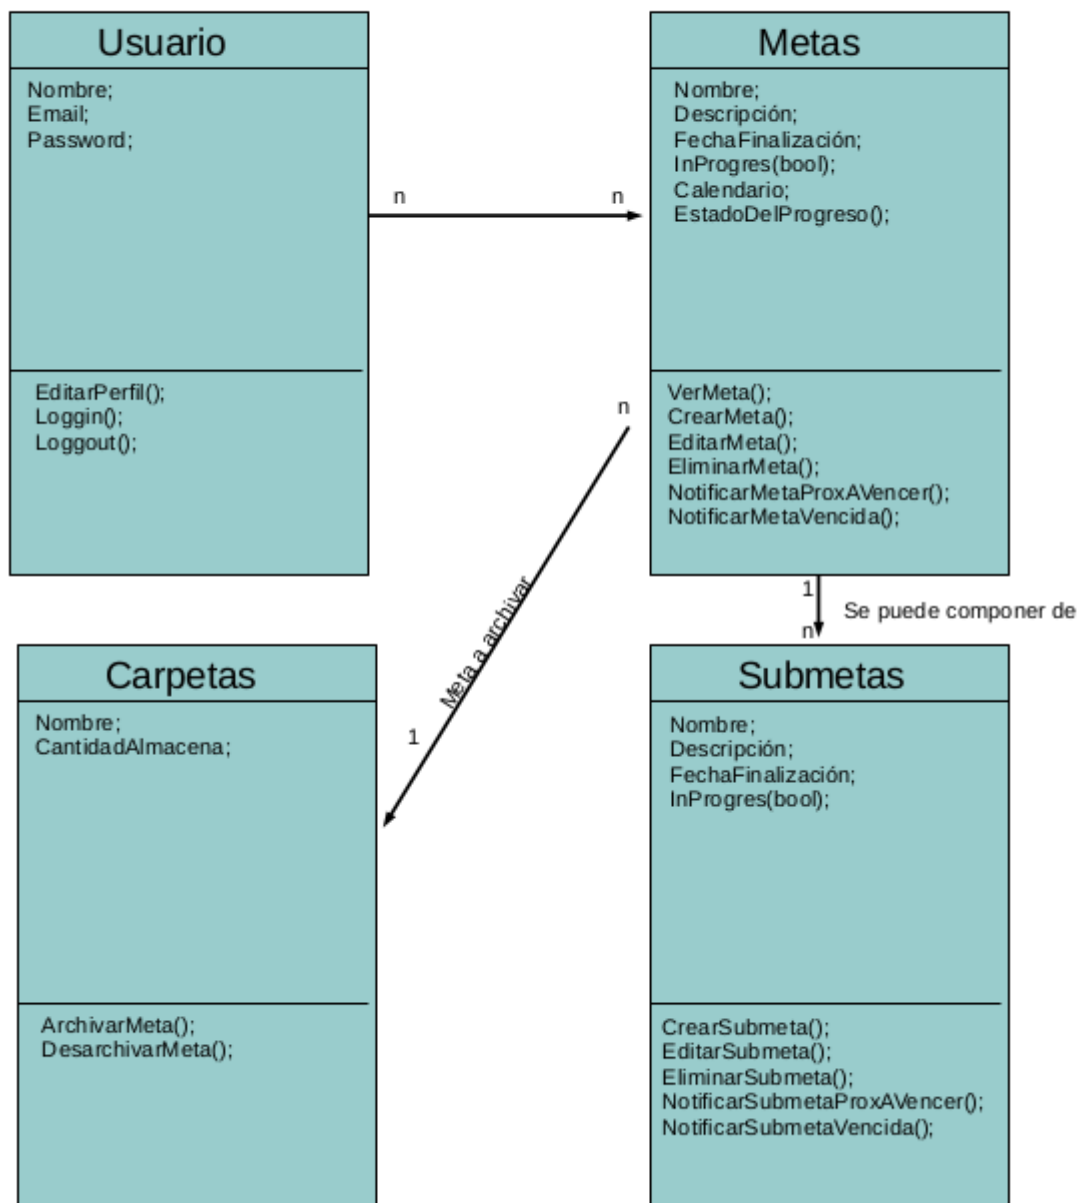 Usuario
Nombre;
Email;
Password;
EditarPerfil();
Loggin();
Loggout();
n
n
Metas
Nombre;
Descripción;
FechaFinalización;
InProgres(bool);
Calendario;
EstadoDelProgreso();
VerMeta();
CrearMeta();
EditarMeta();
EliminarMeta();
NotificarMetaProxAVencer();
NotificarMetaVencida();
n
Meta a archivar
1
1
Se puede componer de
n
Carpetas
Nombre;
CantidadAlmacena;
ArchivarMeta();
DesarchivarMeta();
Submetas
Nombre;
Descripción;
FechaFinalización;
InProgres(bool);
CrearSubmeta();
EditarSubmeta();
EliminarSubmeta();
NotificarSubmetaProxAVencer();
NotificarSubmetaVencida();